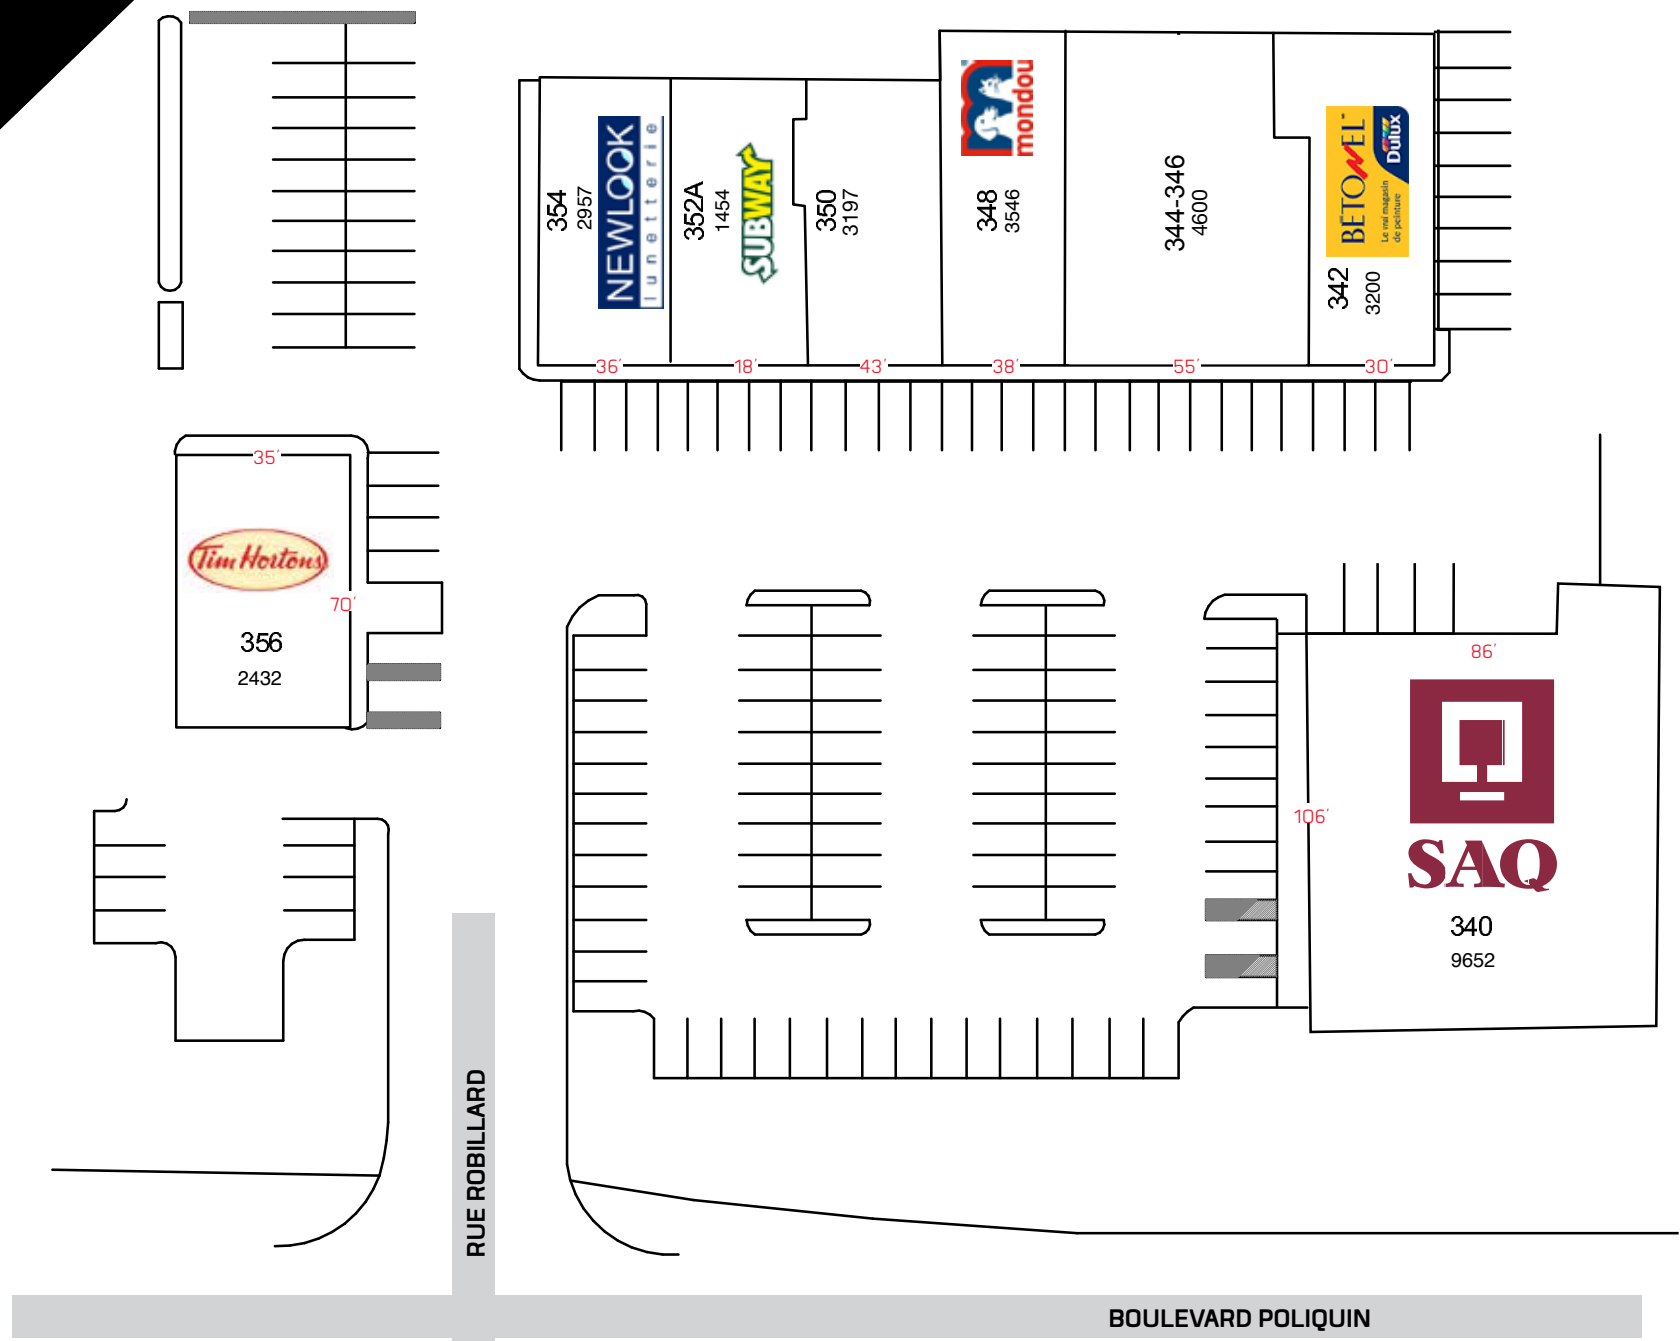 354
2957
NEWLOOK
lunetterie
352A
1454
SUBWAY
350
3197
348
3546
mondou
344-346
4600
342
3200
BÉTONEL
Le vrai magasin
de peinture
Dulux
36'
18'
43'
38'
55'
30'
35'
Tim Hortons
70'
356
2432
86'
106'
SAQ
340
9652
RUE ROBILLARD
BOULEVARD POLIQUIN